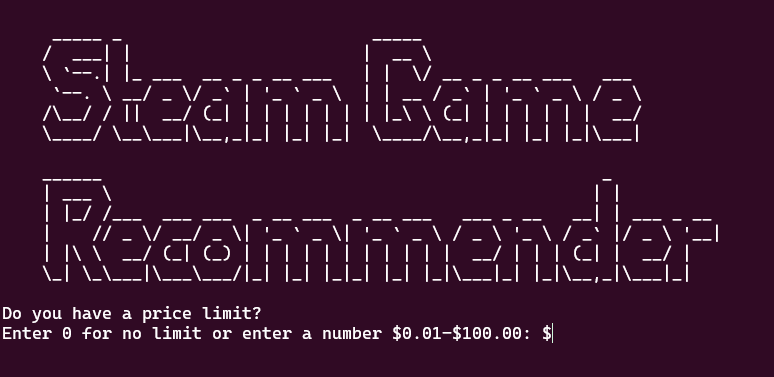 Steam Game
Recommender
Do you have a price limit?
Enter 0 for no limit or enter a number $0.01-$100.00: $